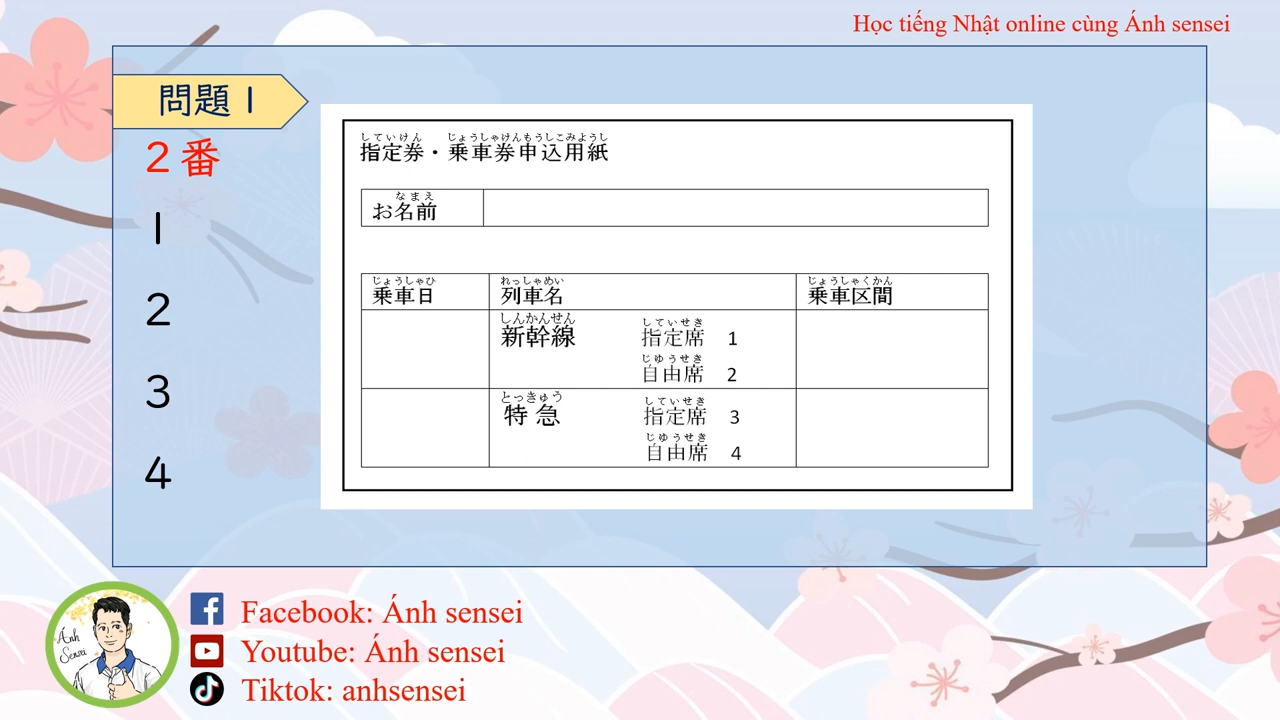 Học tiếng Nhật online cùng Ánh sensei
問題1
2番
1
2
3
4
していけん じょうしゃけんもうしこみようし
指定券・乗車券申込用紙
なまえ
お名前
じょうしゃひ れっしゃめい じょうしゃくかん
乗車日 列車名 乗車区間
しんかんせん していせき
新幹線 指定席 1
じゆうせき
自由席 2
とっきゅう していせき
特急 指定席 3
じゆうせき
自由席 4
Ánh
Sensei
Facebook: Ánh sensei
Youtube: Ánh sensei
Tiktok: anhsensei